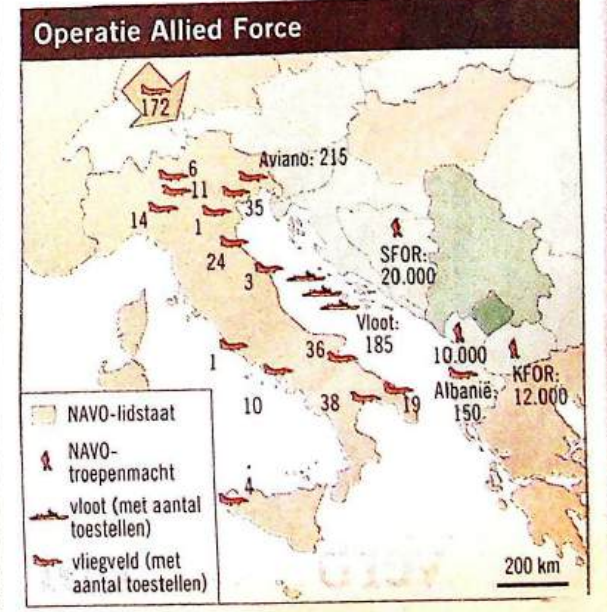 Operatie Allied Force
172
Aviano: 215
6
11
35
14
1
24
3
SFOR:
20.000
Vloot:
185
1
36
10.000
KFOR:
12.000
Albanië:
150
10
38
19
4
NAVO-lidstaat
NAVO-
troepenmacht
vloot (met aantal
toestellen)
vliegveld (met
aantal toestellen)
200 km